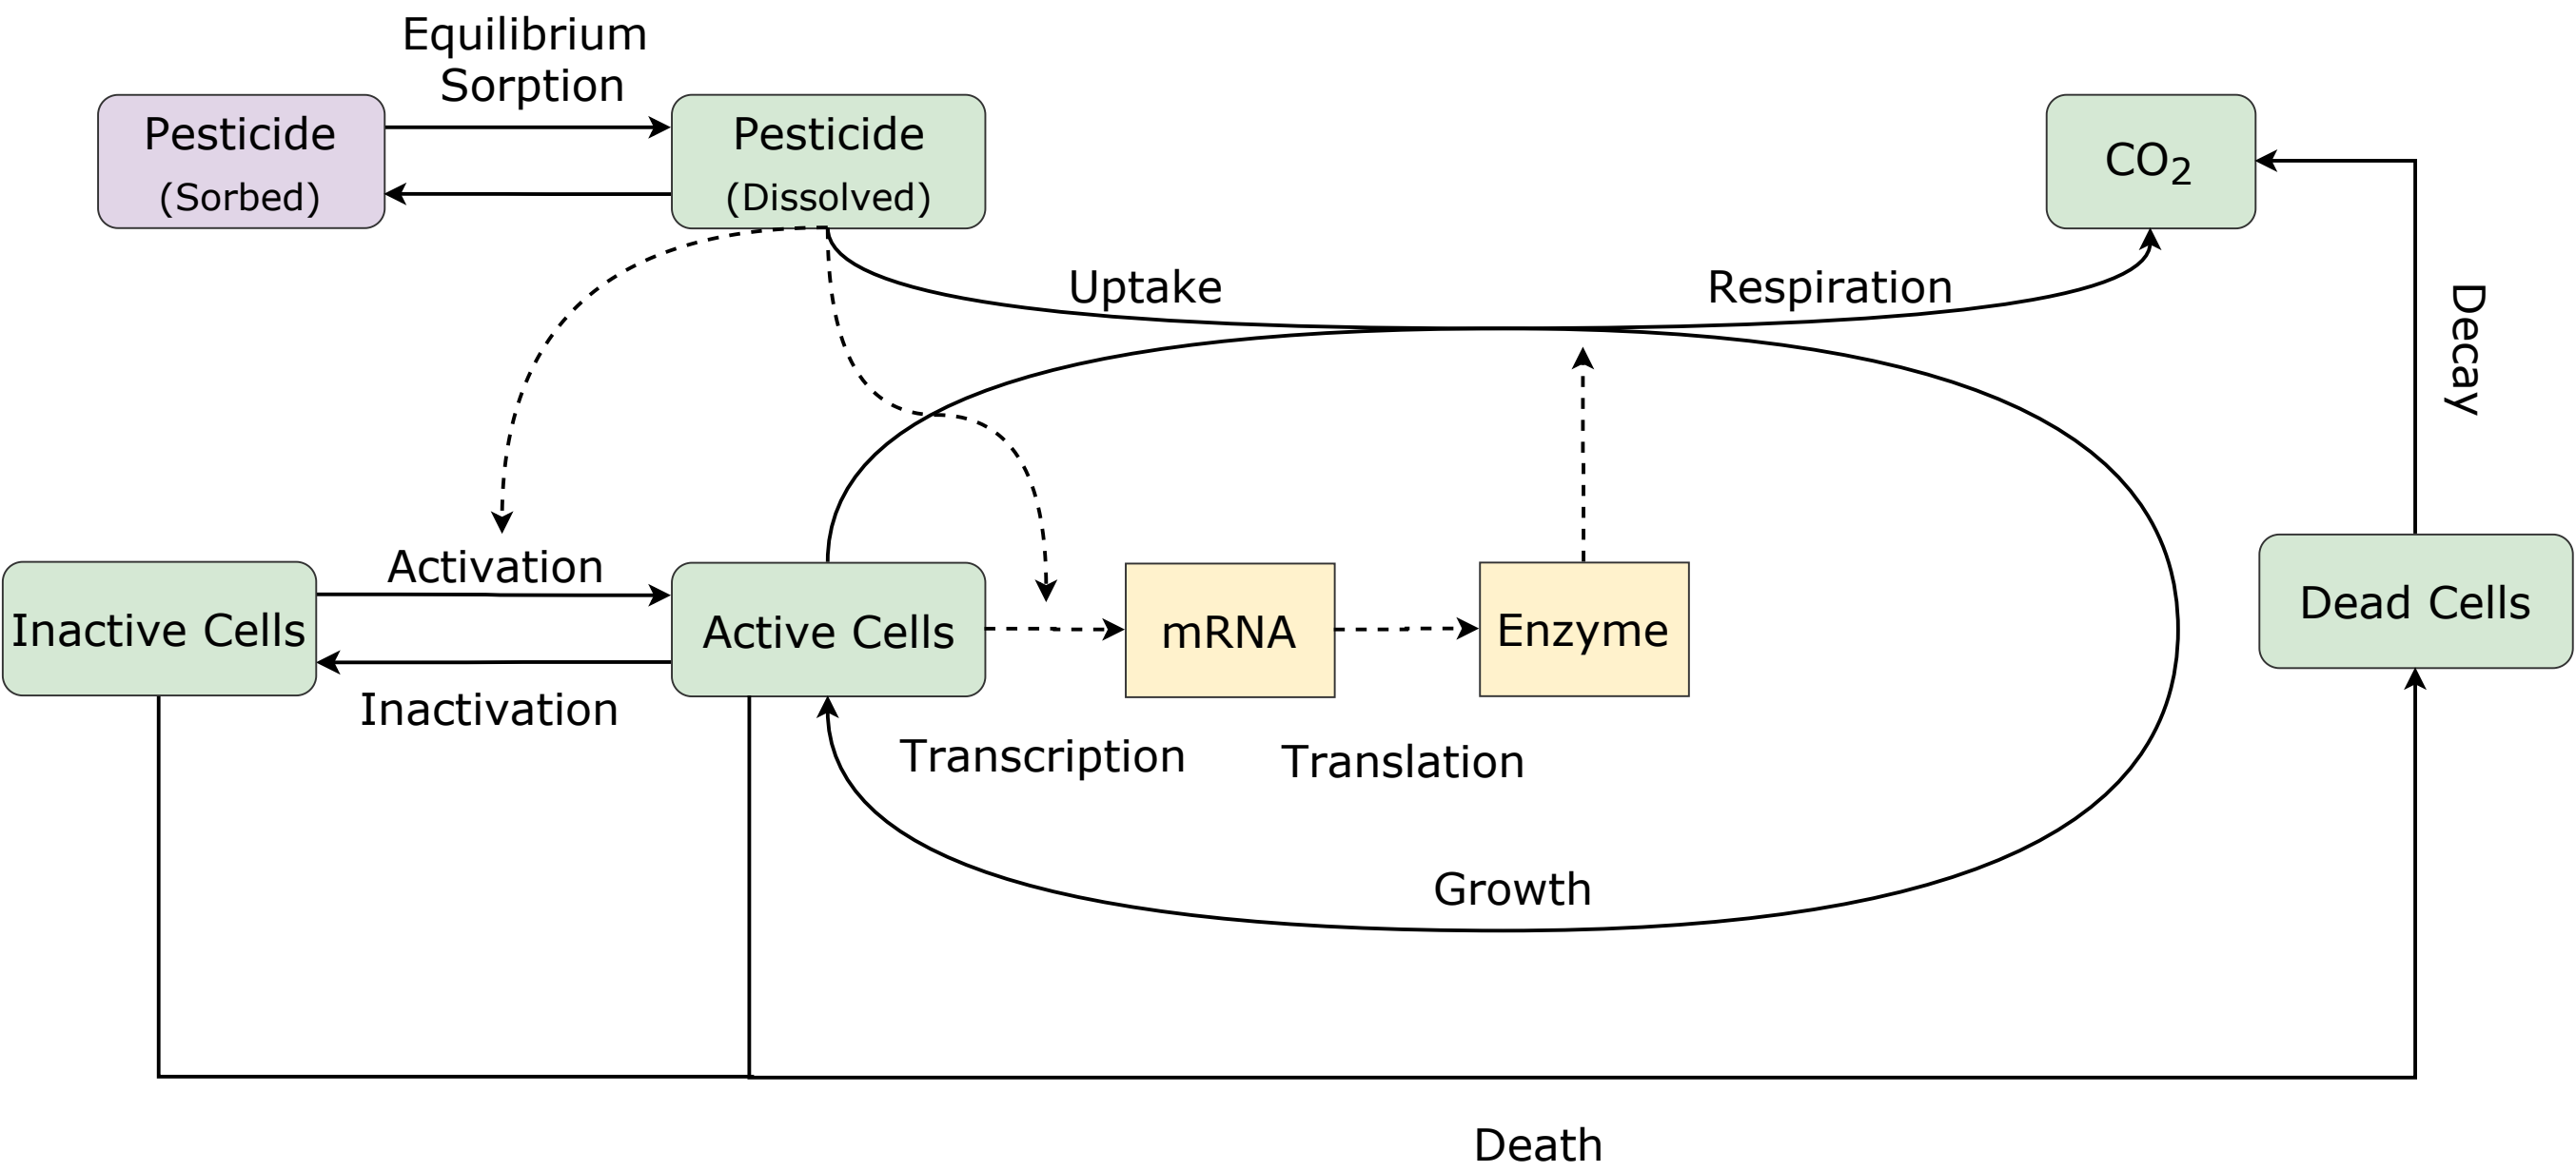 Equilibrium
Sorption
Pesticide
(Sorbed)
Pesticide
(Dissolved)
CO₂
Uptake
Respiration
Decay
Activation
Inactive Cells
Active Cells
mRNA
Enzyme
Dead Cells
Inactivation
Transcription
Translation
Growth
Death